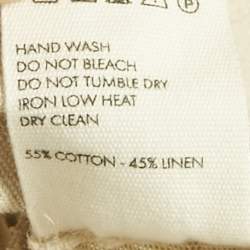 HAND WASH
DO NOT BLEACH
DO NOT TUMBLE DRY
IRON LOW HEAT
DRY CLEAN
55% COTTON - 45% LINEN